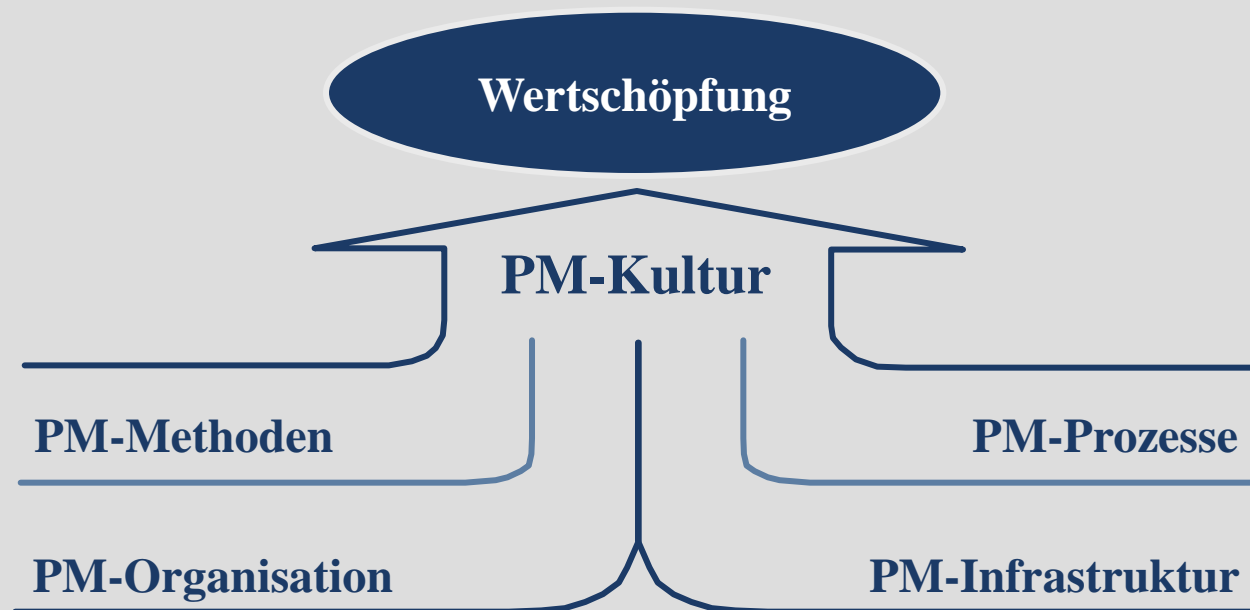 Wertschöpfung
PM-Kultur
PM-Methoden
PM-Prozesse
PM-Organisation
PM-Infrastruktur